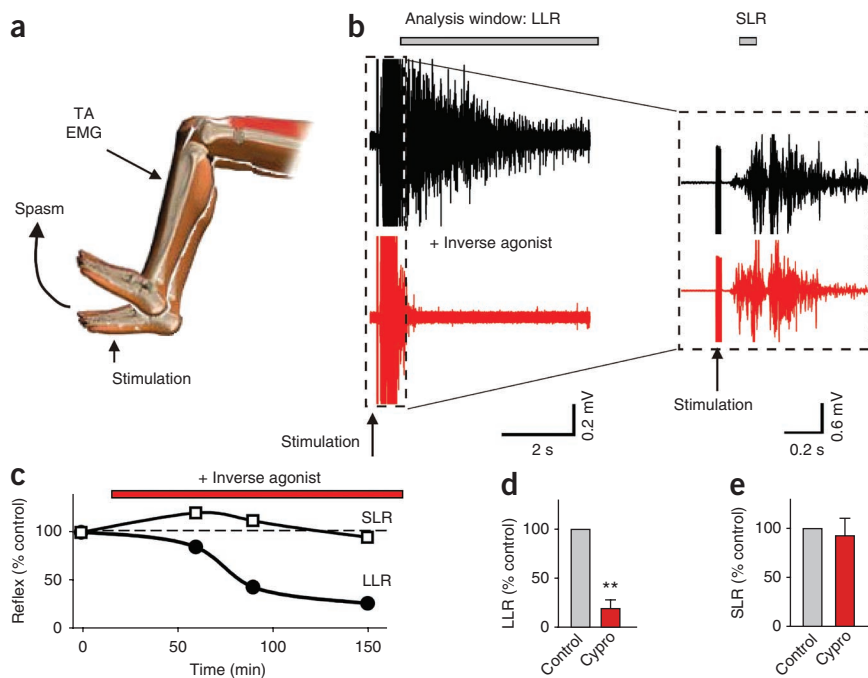 a
TA
EMG
Spasm
Stimulation
b
Analysis window: LLR
SLR
+ Inverse agonist
Stimulation
2 s
0.2 mV
Stimulation
0.2 s
0.6 mV
c
+ Inverse agonist
Reflex (% control)
100
50
0
SLR
LLR
0
50
100
150
Time (min)
d
LLR (% control)
100
50
0
**
Control
Cypro
e
SLR (% control)
100
50
0
Control
Cypro